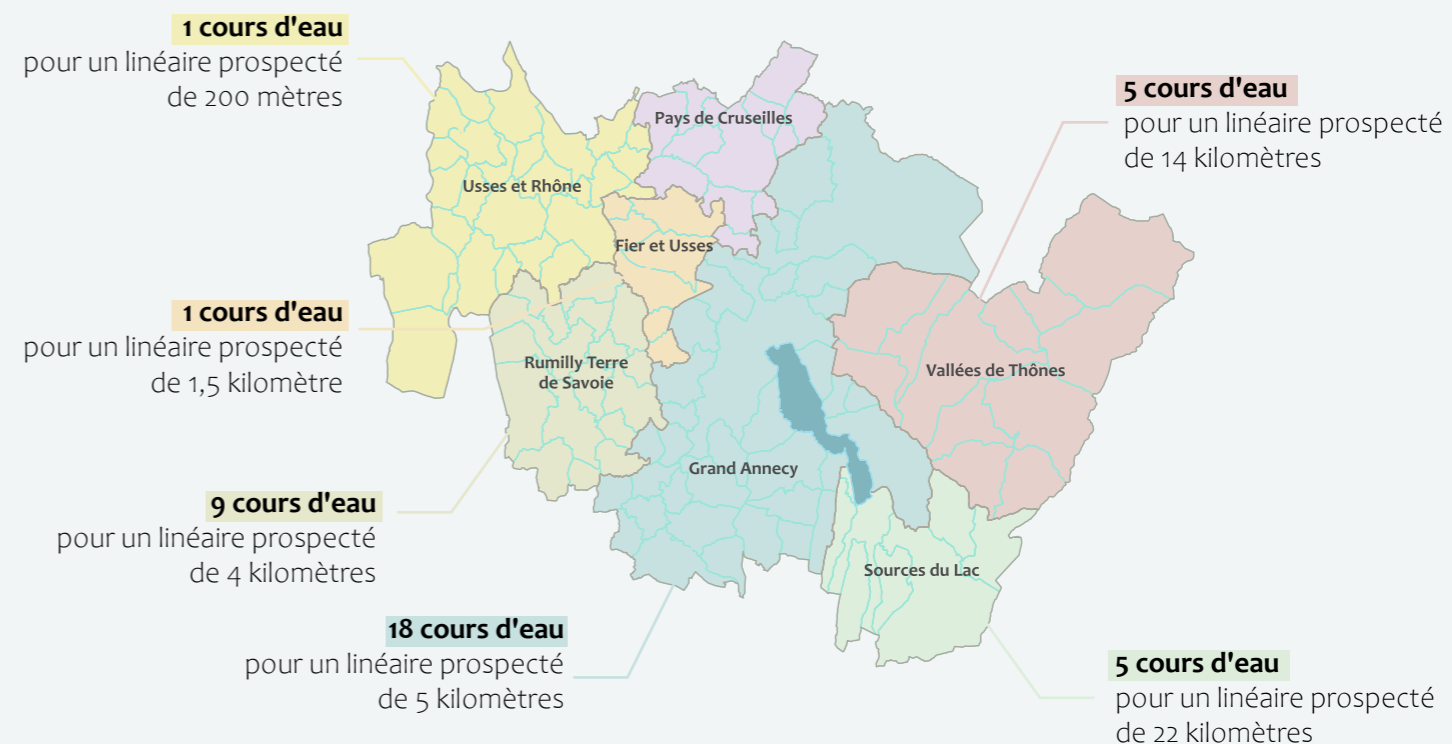 1 cours d'eau
pour un linéaire prospecté
de 200 mètres
Pays de Cruseilles
5 cours d'eau
pour un linéaire prospecté
de 14 kilomètres
Usses et Rhône
Fier et Usses
1 cours d'eau
pour un linéaire prospecté
de 1,5 kilomètre
Rumilly Terre
de Savoie
Vallées de Thônes
Grand Annecy
9 cours d'eau
pour un linéaire prospecté
de 4 kilomètres
Sources du Lac
18 cours d'eau
pour un linéaire prospecté
de 5 kilomètres
5 cours d'eau
pour un linéaire prospecté
de 22 kilomètres